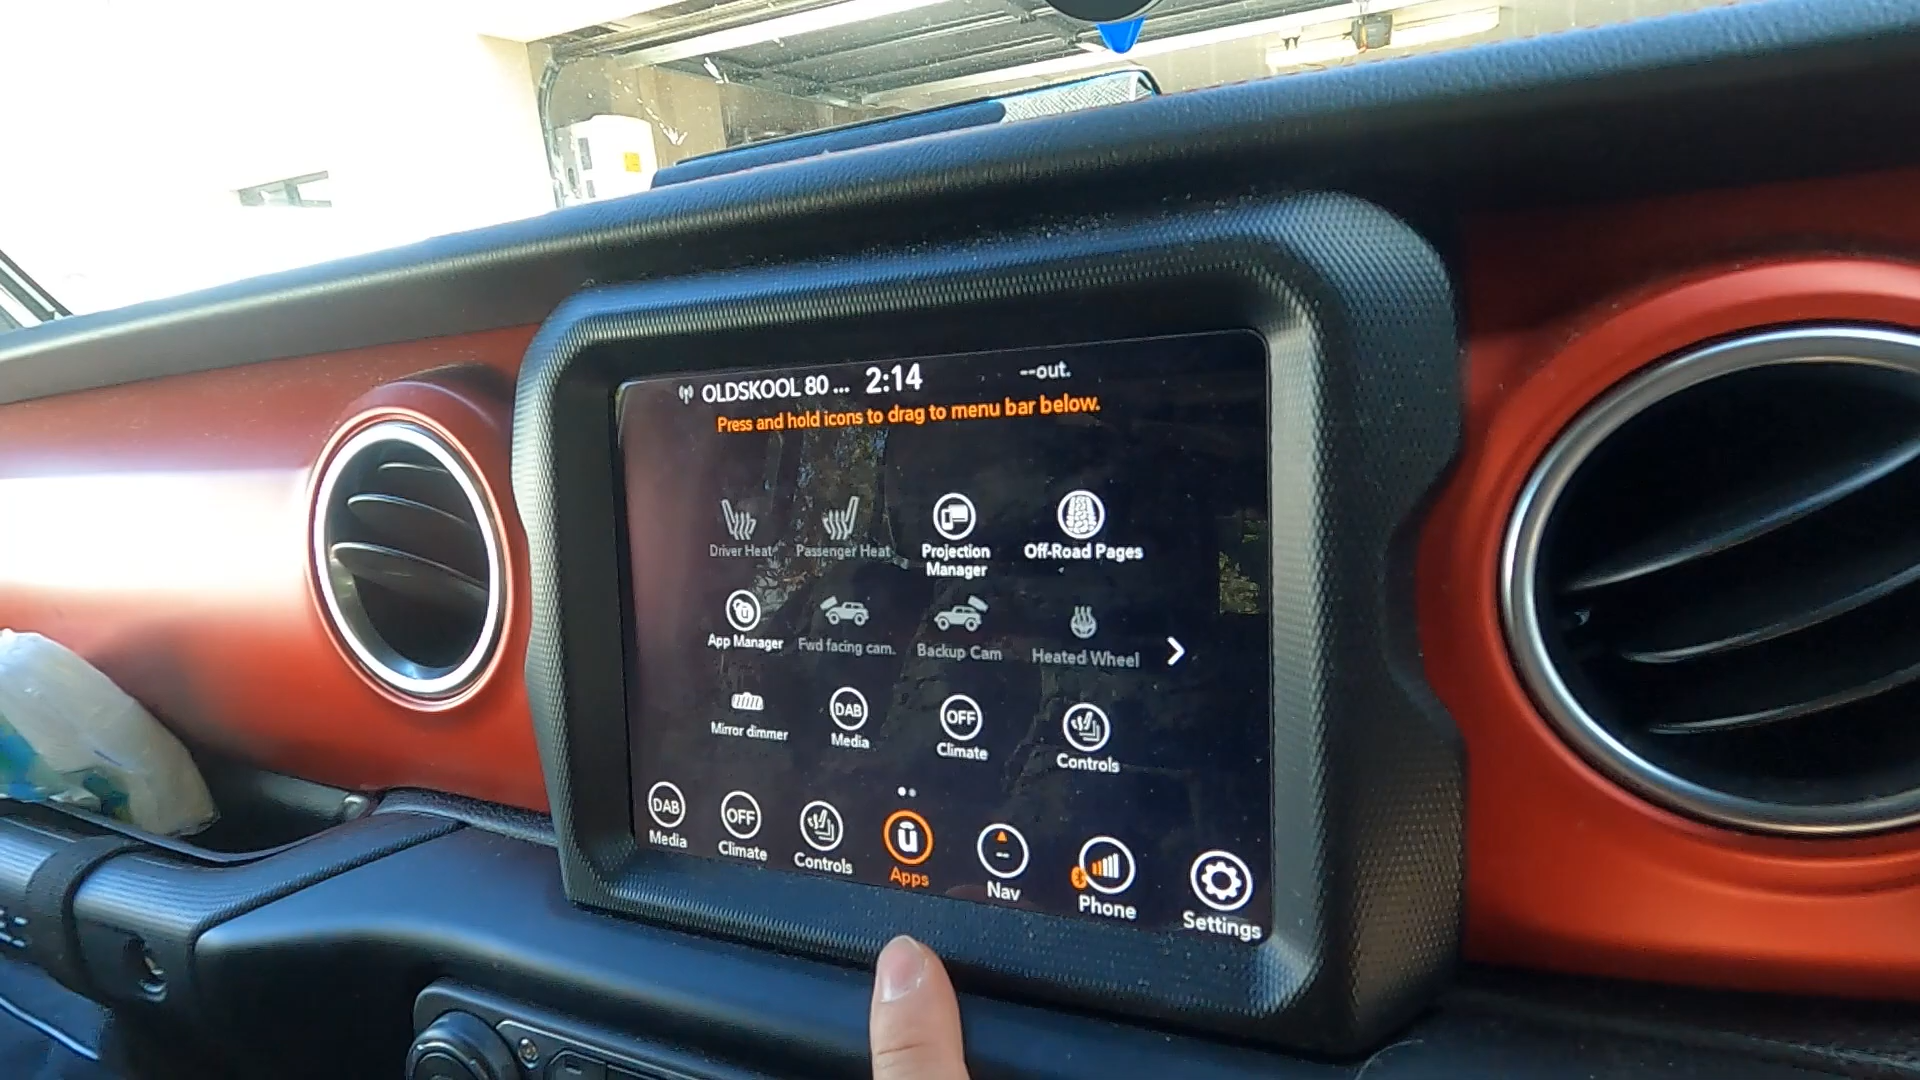 OLDSKOOL 80 ... 2:14 --out.
Press and hold icons to drag to menu bar below.
Driver Heat Passenger Heat Projection Manager Off-Road Pages
App Manager Fwd facing cam. Backup Cam Heated Wheel
DAB OFF
Mirror dimmer Media Climate Controls
DAB OFF ū --
Media Climate Controls Apps Nav Phone Settings